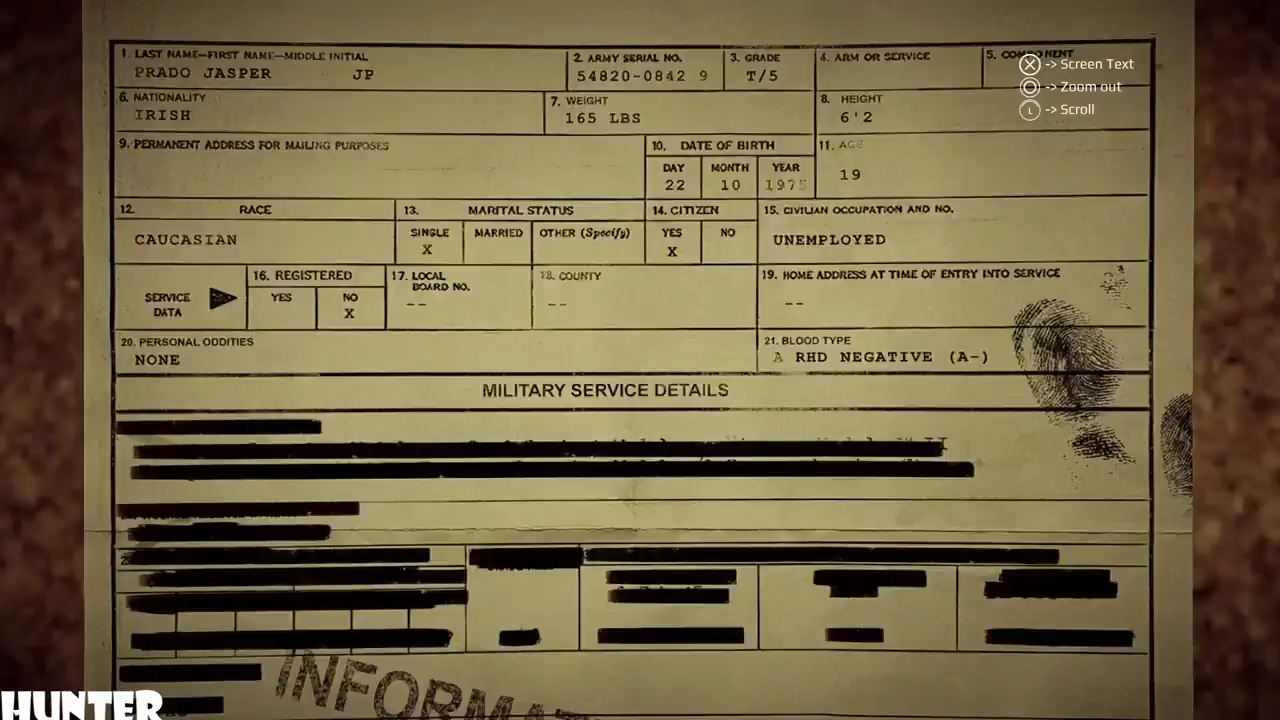 1. LAST NAME—FIRST NAME—MIDDLE INITIAL
PRADO JASPER JP
2. ARMY SERIAL NO.
54820-0842 9
3. GRADE
T/5
4. ARM OR SERVICE
5. COMPONENT
X -> Screen Text
O -> Zoom out
L -> Scroll
6. NATIONALITY
IRISH
7. WEIGHT
165 LBS
8. HEIGHT
6'2
9. PERMANENT ADDRESS FOR MAILING PURPOSES
10. DATE OF BIRTH
DAY MONTH YEAR
22 10 1975
11. AGE
19
12. RACE
CAUCASIAN
13. MARITAL STATUS
SINGLE MARRIED OTHER (Specify)
X
14. CITIZEN
YES NO
X
15. CIVILIAN OCCUPATION AND NO.
UNEMPLOYED
SERVICE
DATA
16. REGISTERED
YES NO
X
17. LOCAL
BOARD NO.
--
18. COUNTY
--
19. HOME ADDRESS AT TIME OF ENTRY INTO SERVICE
--
20. PERSONAL ODDITIES
NONE
21. BLOOD TYPE
A RHD NEGATIVE (A-)
MILITARY SERVICE DETAILS
INFORMAT
HUNTER